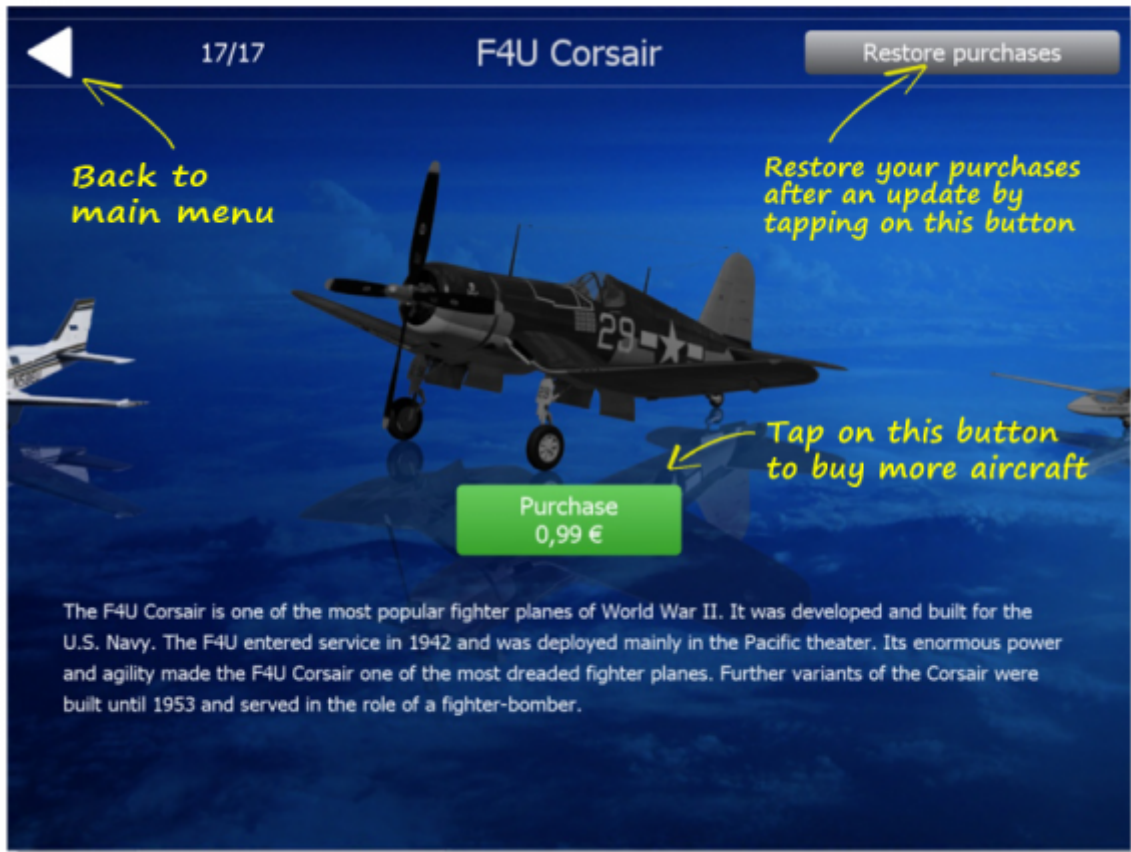 17/17
F4U Corsair
Restore purchases
Back to
main menu
Restore your purchases
after an update by
tapping on this button
29
Tap on this button
to buy more aircraft
Purchase
0,99 €
The F4U Corsair is one of the most popular fighter planes of World War II. It was developed and built for the
U.S. Navy. The F4U entered service in 1942 and was deployed mainly in the Pacific theater. Its enormous power
and agility made the F4U Corsair one of the most dreaded fighter planes. Further variants of the Corsair were
built until 1953 and served in the role of a fighter-bomber.